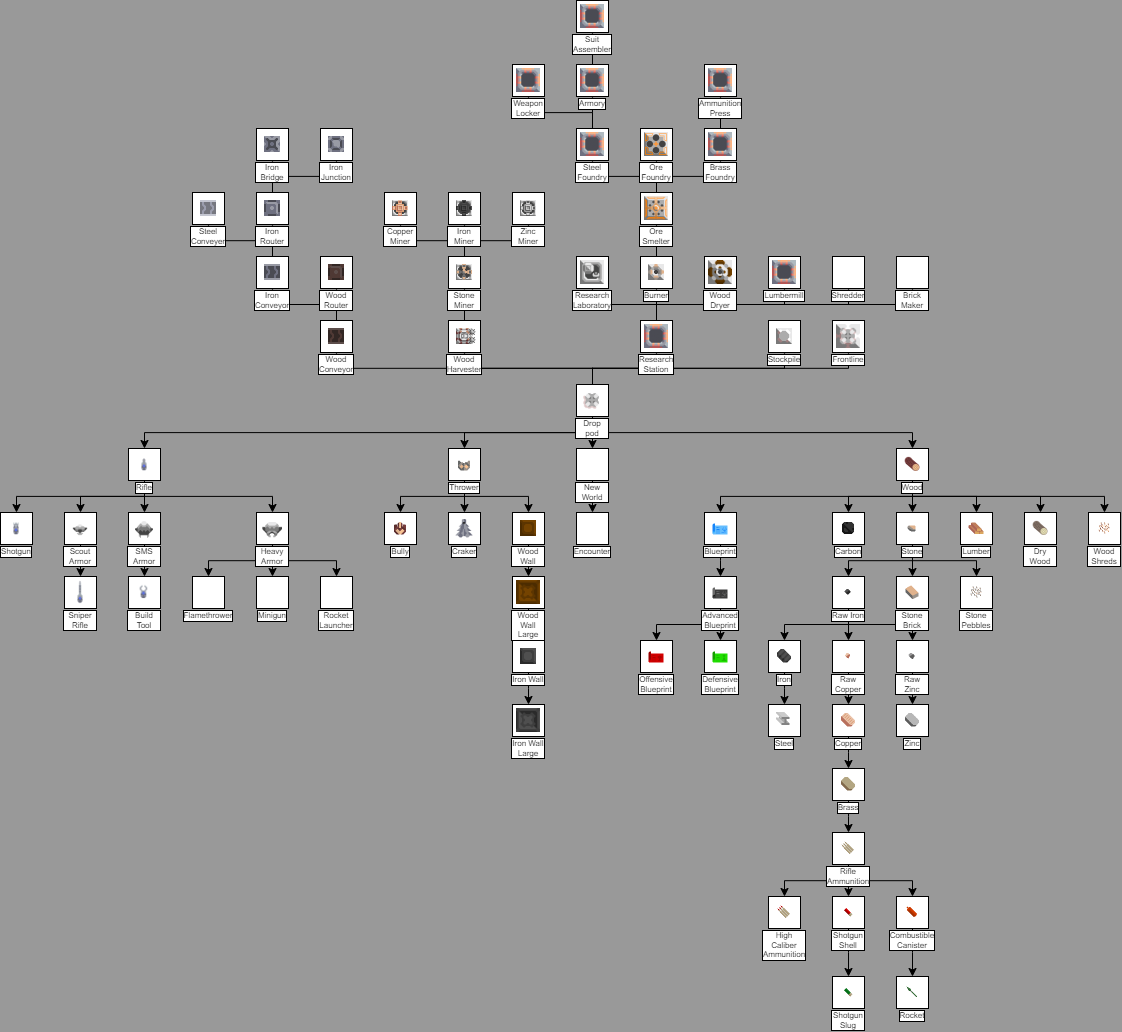 Suit
Assembler
Weapon
Locker
Armory
Ammunition
Press
Iron
Bridge
Iron
Junction
Steel
Foundry
Ore
Foundry
Brass
Foundry
Steel
Conveyer
Iron
Router
Copper
Miner
Iron
Miner
Zinc
Miner
Ore
Smelter
Iron
Conveyor
Wood
Router
Stone
Miner
Research
Laboratory
Burner
Wood
Dryer
Lumbermill
Shredder
Brick
Maker
Wood
Conveyor
Wood
Harvester
Research
Station
Stockpile
Frontline
Drop
pod
Rifle
Thrower
New
World
Wood
Shotgun
Scout
Armor
SMS
Armor
Heavy
Armor
Bully
Craker
Wood
Wall
Encounter
Blueprint
Carbon
Stone
Lumber
Dry
Wood
Wood
Shreds
Sniper
Rifle
Build
Tool
Flamethrower
Minigun
Rocket
Launcher
Wood
Wall
Large
Advanced
Blueprint
Raw Iron
Stone
Brick
Stone
Pebbles
Iron Wall
Offensive
Blueprint
Defensive
Blueprint
Iron
Raw
Copper
Raw
Zinc
Iron Wall
Large
Steel
Copper
Zinc
Brass
Rifle
Ammunition
High
Caliber
Ammunition
Shotgun
Shell
Combustible
Canister
Shotgun
Slug
Rocket